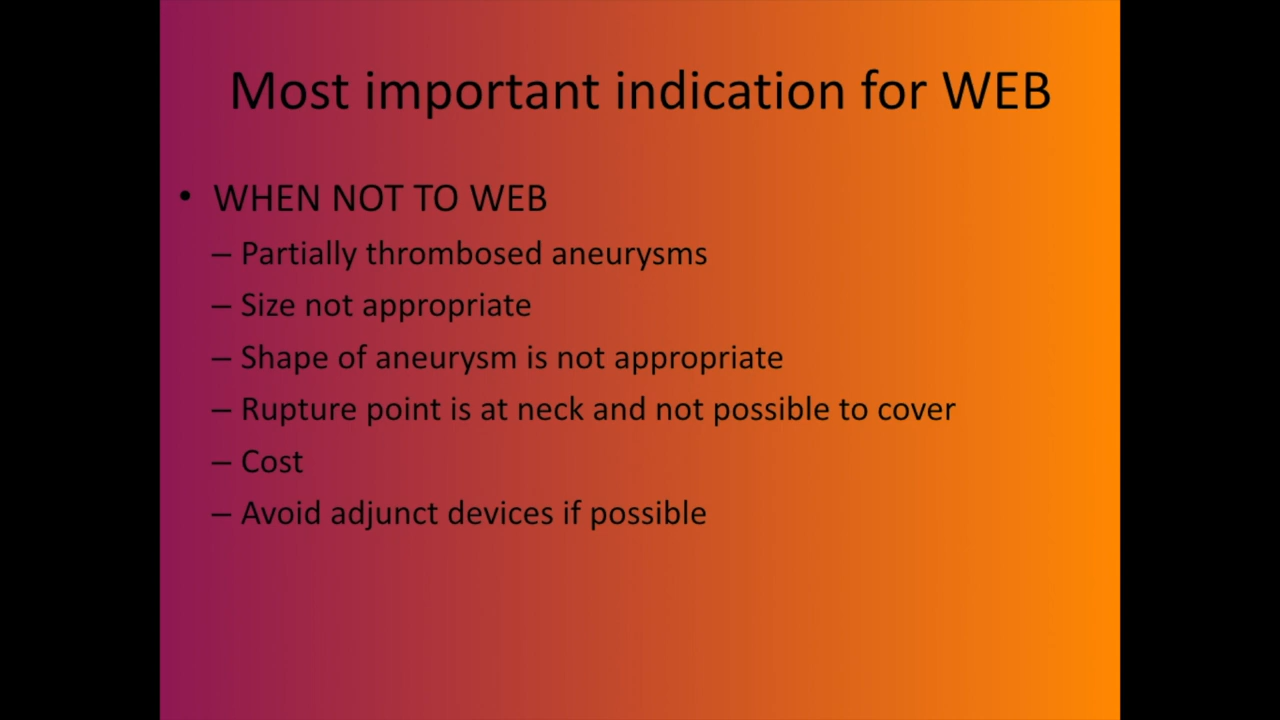 Most important indication for WEB
• WHEN NOT TO WEB
– Partially thrombosed aneurysms
– Size not appropriate
– Shape of aneurysm is not appropriate
– Rupture point is at neck and not possible to cover
– Cost
– Avoid adjunct devices if possible